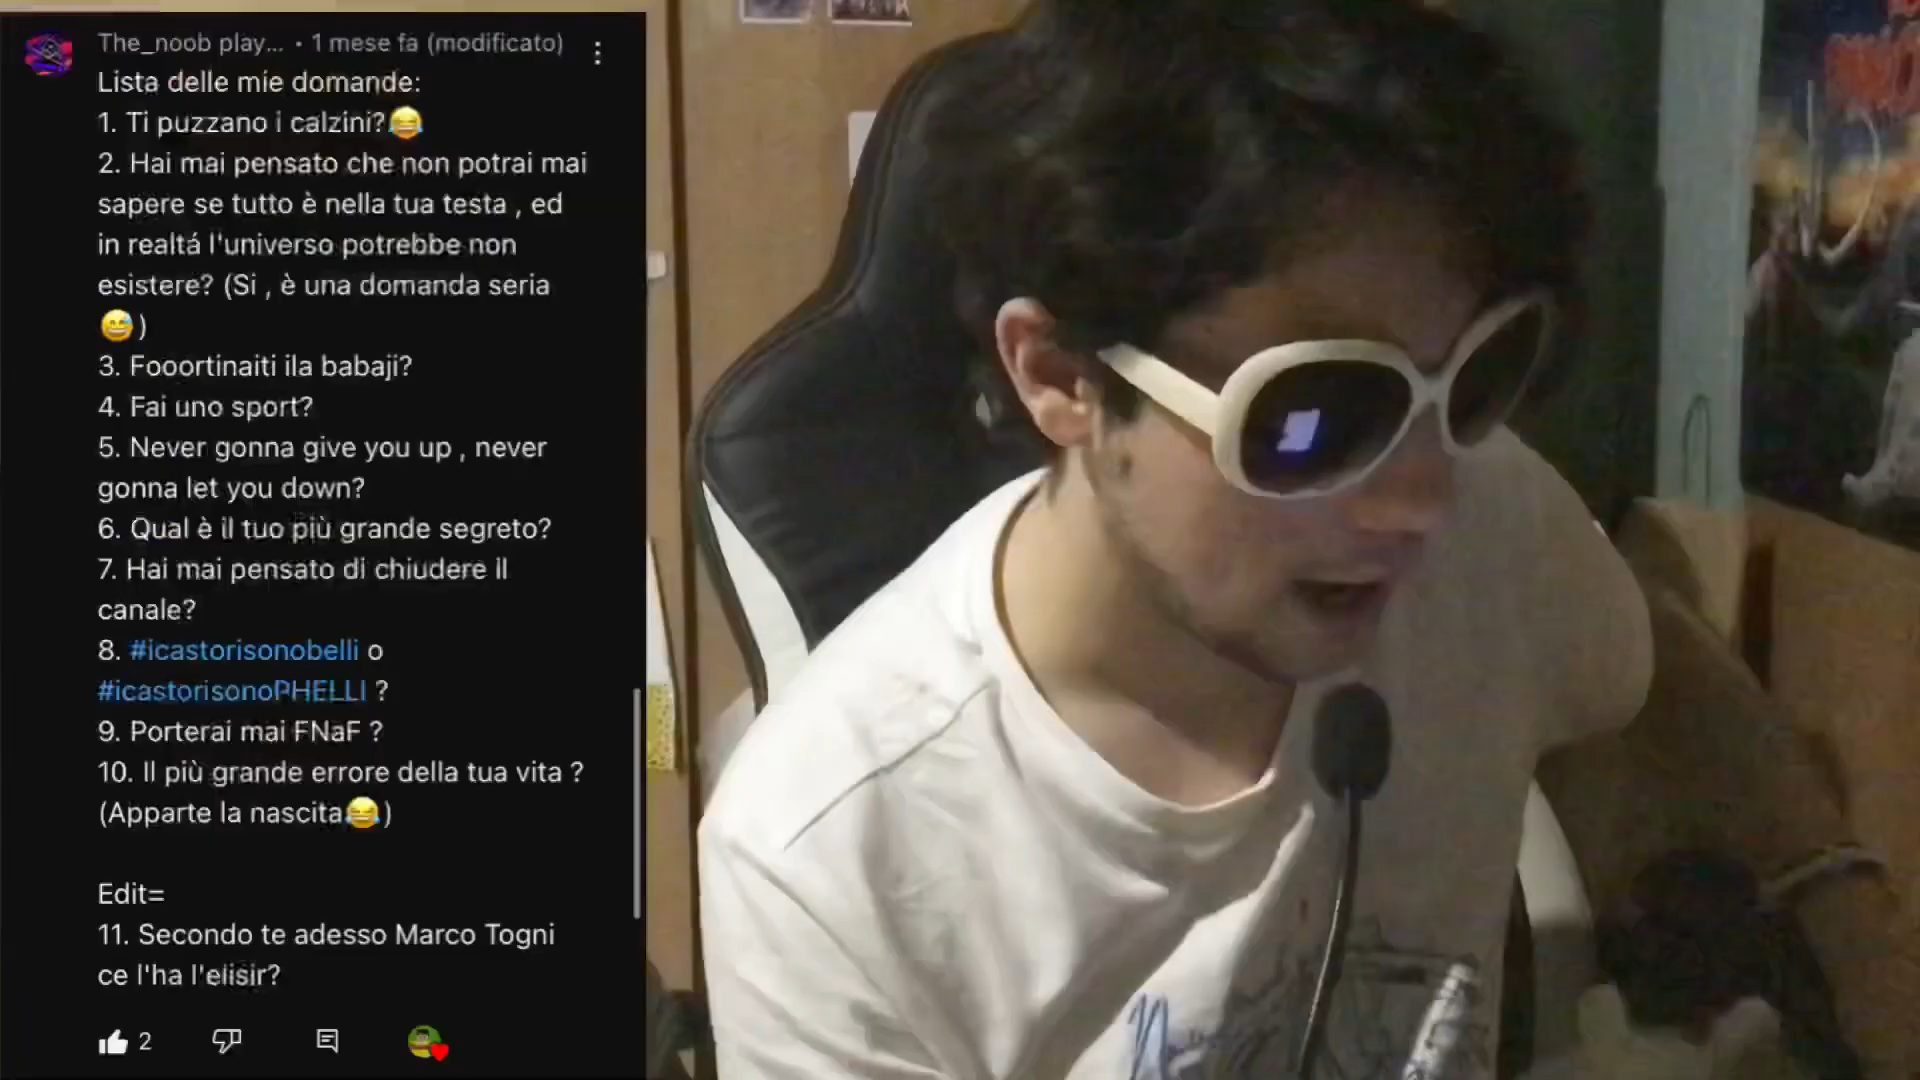 The_noob play... • 1 mese fa (modificato)
Lista delle mie domande:
1. Ti puzzano i calzini?😂
2. Hai mai pensato che non potrai mai
sapere se tutto è nella tua testa , ed
in realtá l'universo potrebbe non
esistere? (Si , è una domanda seria
😅)
3. Fooortinaiti ila babaji?
4. Fai uno sport?
5. Never gonna give you up , never
gonna let you down?
6. Qual è il tuo più grande segreto?
7. Hai mai pensato di chiudere il
canale?
8. #icastorisonobelli o
#icastorisonoPHELLI ?
9. Porterai mai FNaF ?
10. Il più grande errore della tua vita ?
(Apparte la nascita😂)
Edit=
11. Secondo te adesso Marco Togni
ce l'ha l'elisir?
2